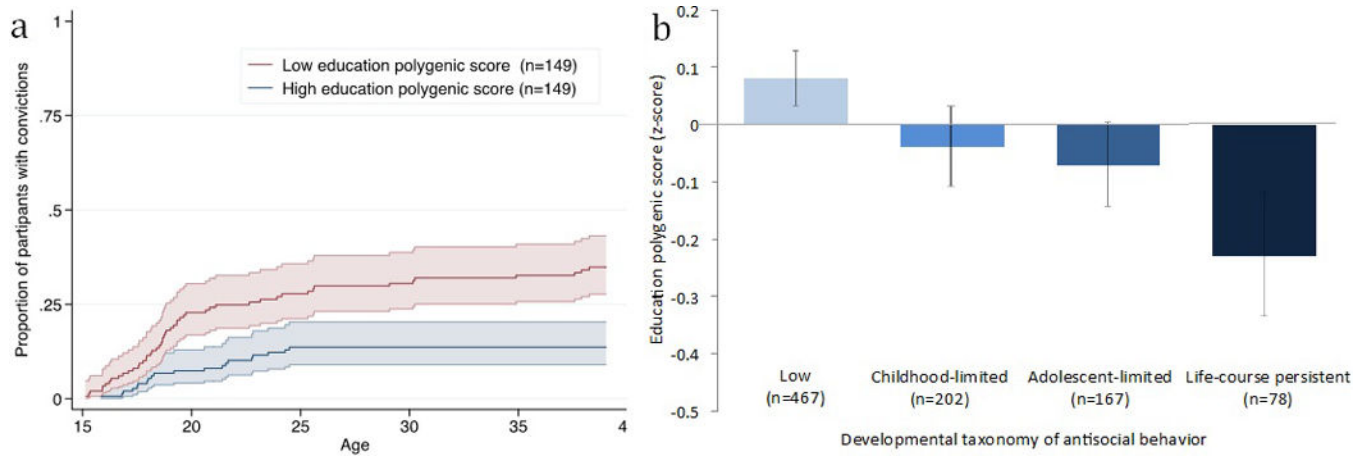 a
Proportion of partipants with convictions
1
.75
.5
.25
0
Low education polygenic score (n=149)
High education polygenic score (n=149)
15
20
25
30
35
4
Age
b
Education polygenic score (z-score)
0.2
0.1
0
-0.1
-0.2
-0.3
-0.4
-0.5
Low
(n=467)
Childhood-limited
(n=202)
Adolescent-limited
(n=167)
Life-course persistent
(n=78)
Developmental taxonomy of antisocial behavior